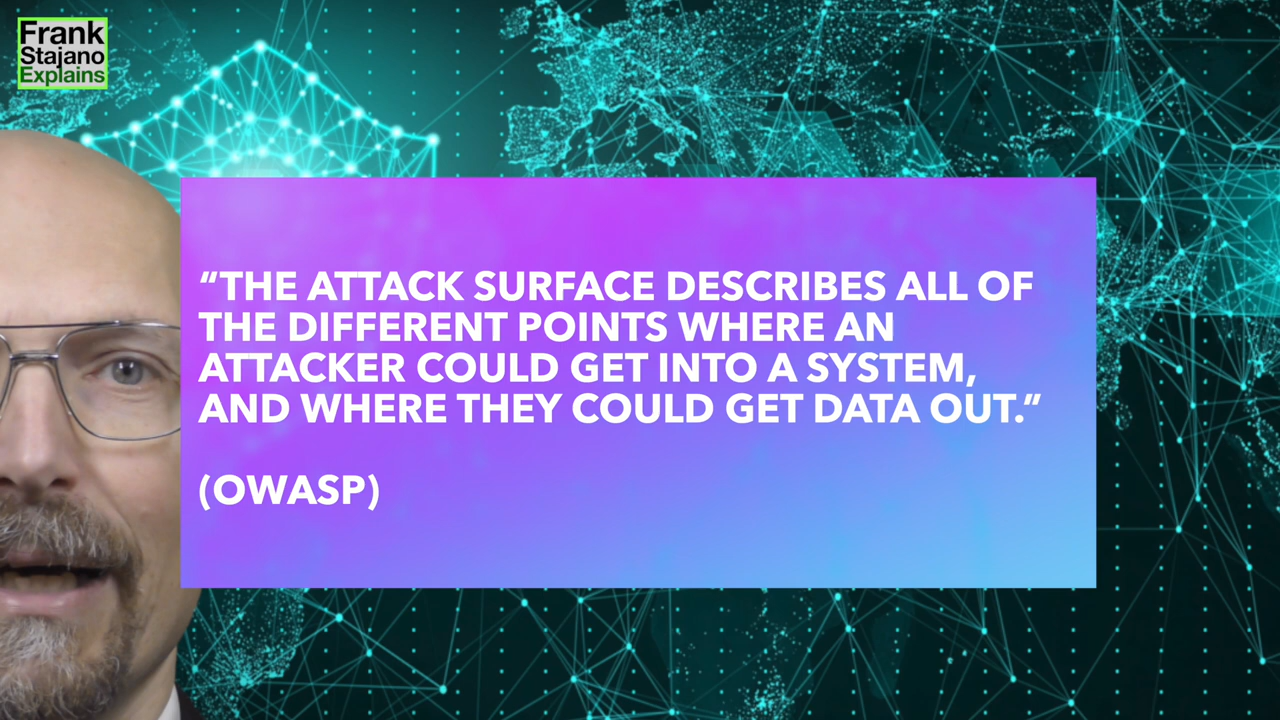 Frank
Stajano
Explains
“THE ATTACK SURFACE DESCRIBES ALL OF
THE DIFFERENT POINTS WHERE AN
ATTACKER COULD GET INTO A SYSTEM,
AND WHERE THEY COULD GET DATA OUT.”
(OWASP)